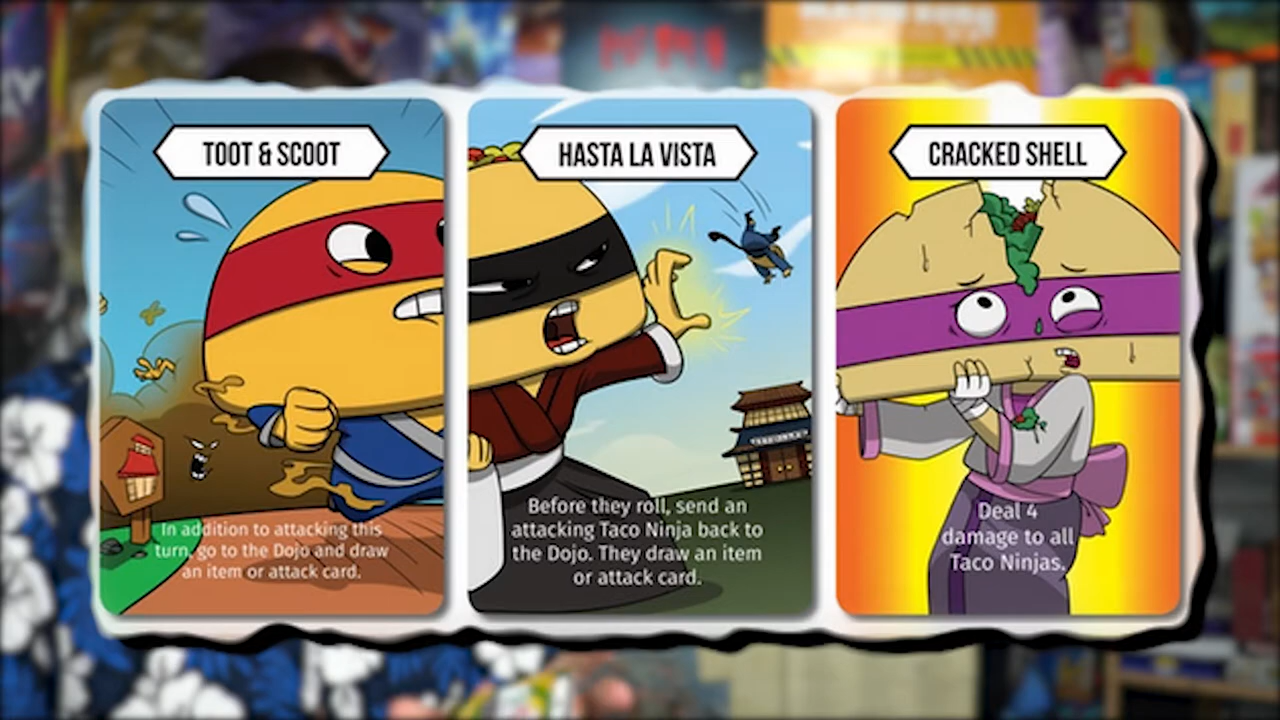 TOOT & SCOOT
In addition to attacking this
turn, go to the Dojo and draw
an item or attack card.
HASTA LA VISTA
Before they roll, send an
attacking Taco Ninja back to
the Dojo. They draw an item
or attack card.
CRACKED SHELL
Deal 4
damage to all
Taco Ninjas.